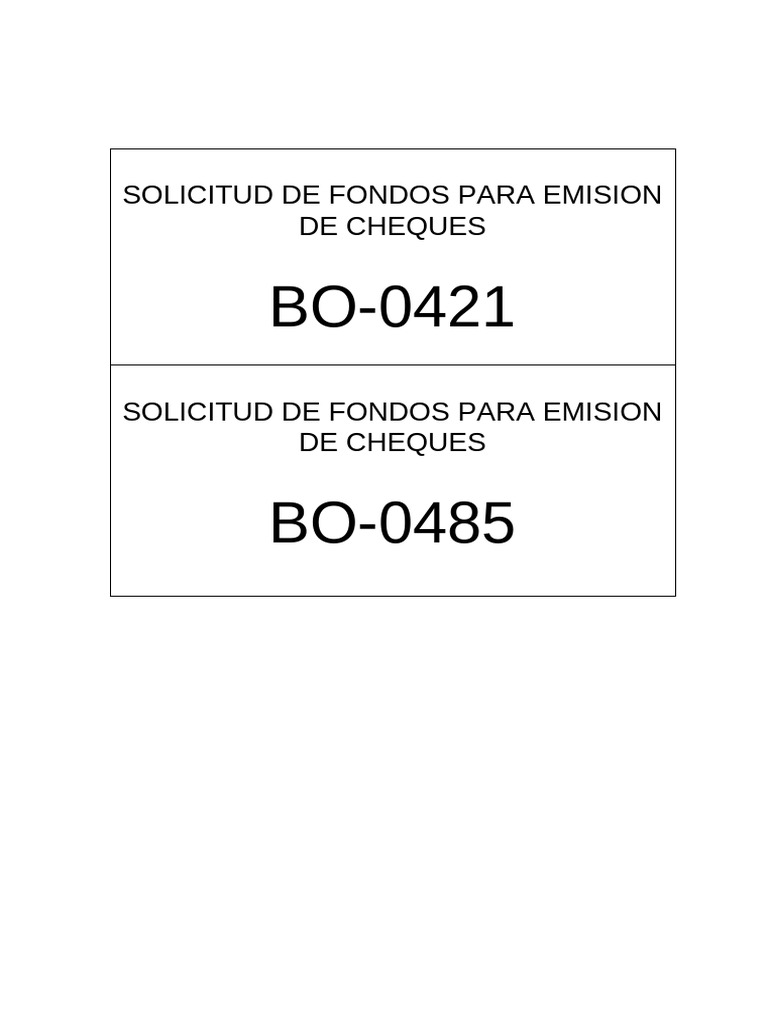 SOLICITUD DE FONDOS PARA EMISION
DE CHEQUES
BO-0421
SOLICITUD DE FONDOS PARA EMISION
DE CHEQUES
BO-0485